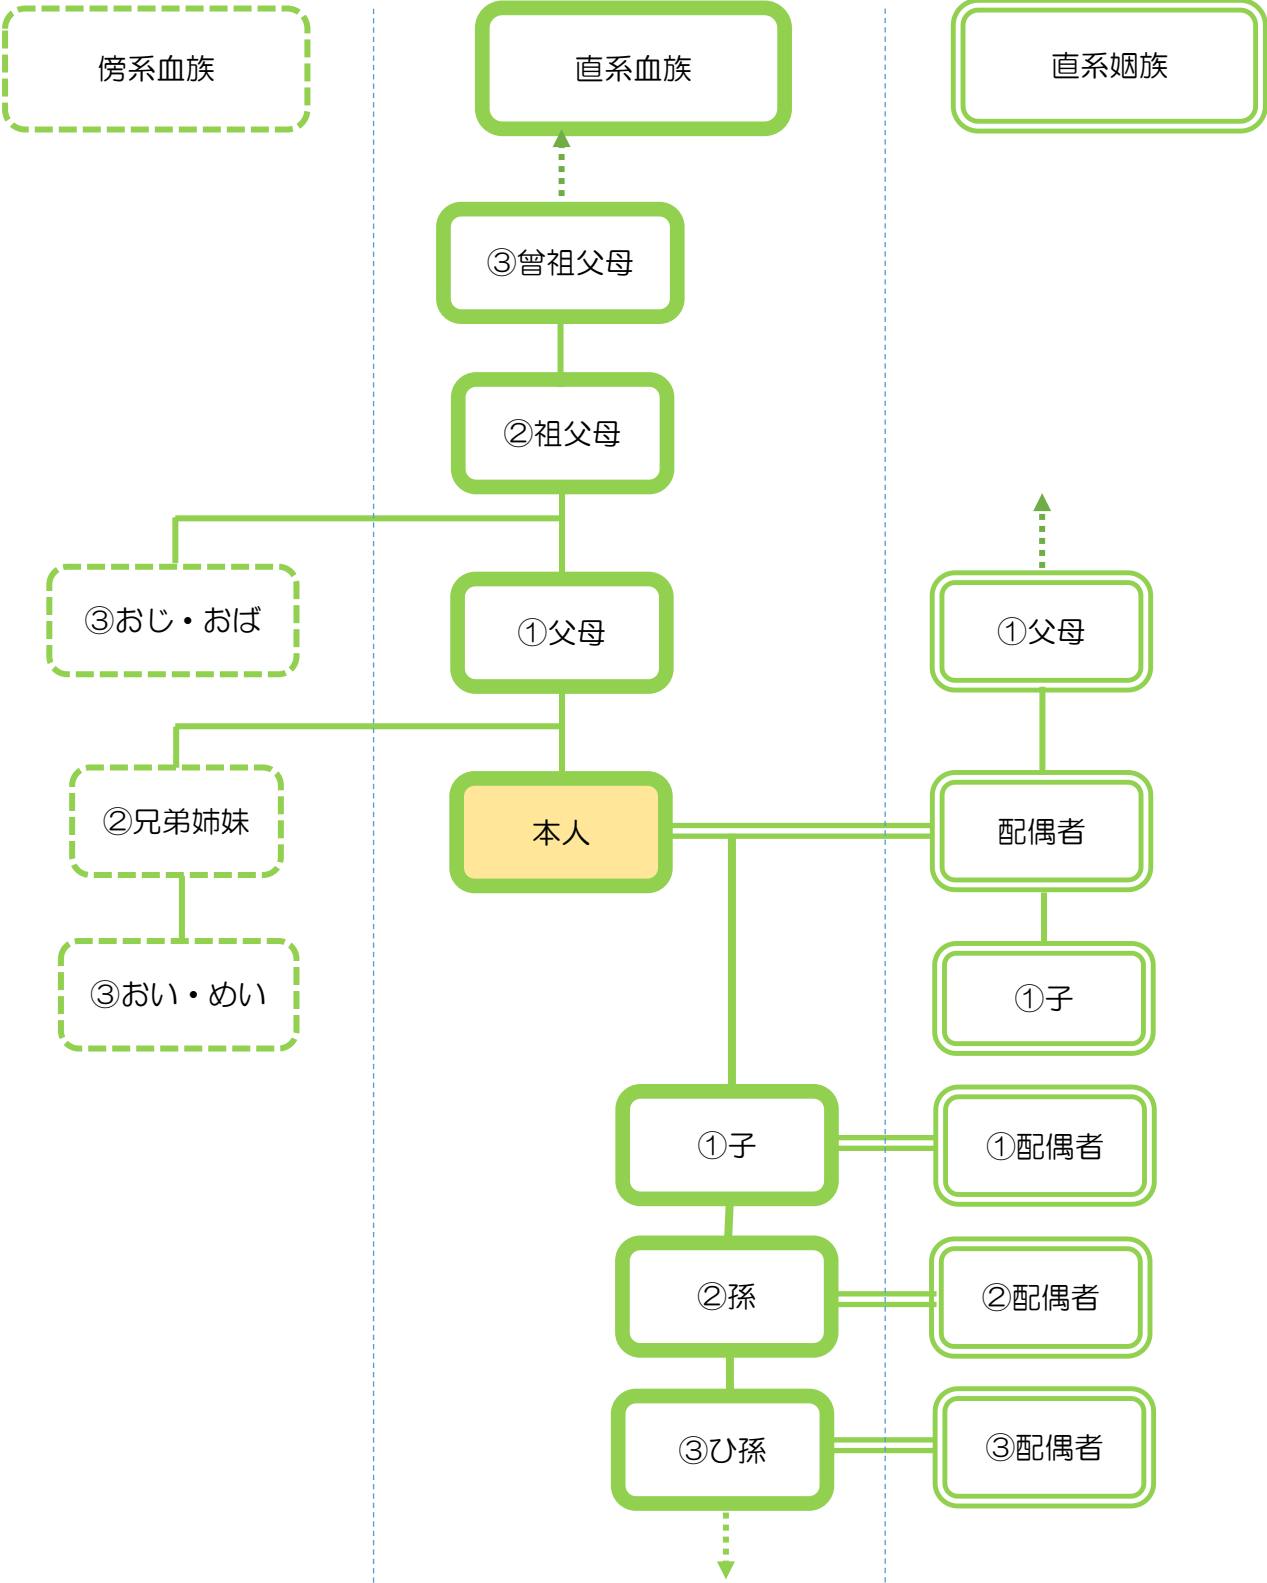 傍系血族
直系血族
直系姻族
③曾祖父母
②祖父母
③おじ・おば
①父母
①父母
②兄弟姉妹
本人
配偶者
③おい・めい
①子
①子
①配偶者
②孫
②配偶者
③ひ孫
③配偶者